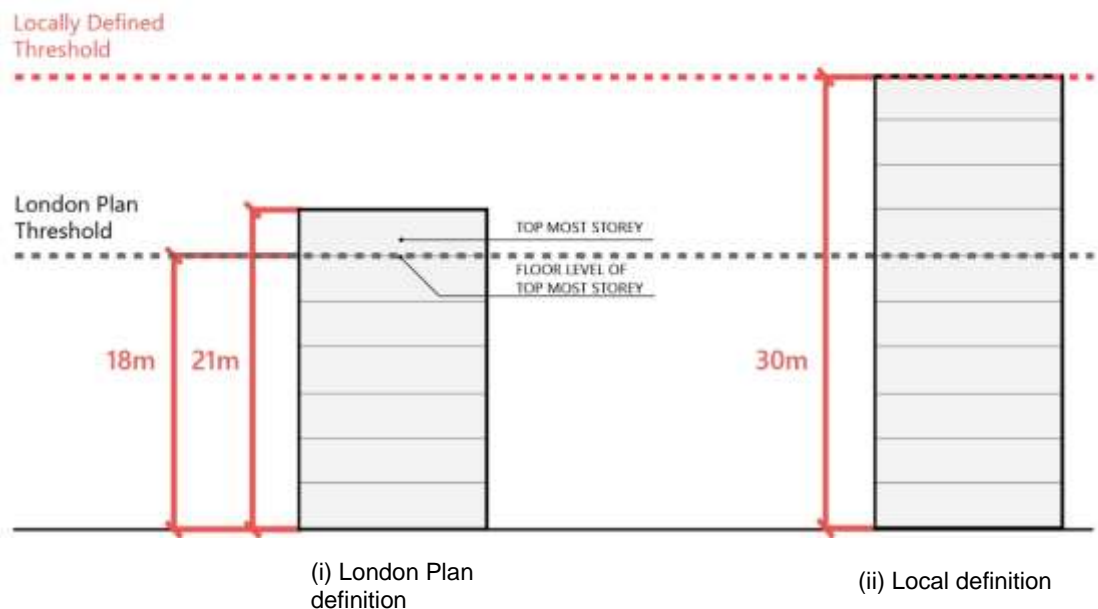 Locally Defined
Threshold
London Plan
Threshold
TOP MOST STOREY
FLOOR LEVEL OF
TOP MOST STOREY
18m
21m
30m
(i) London Plan
definition
(ii) Local definition